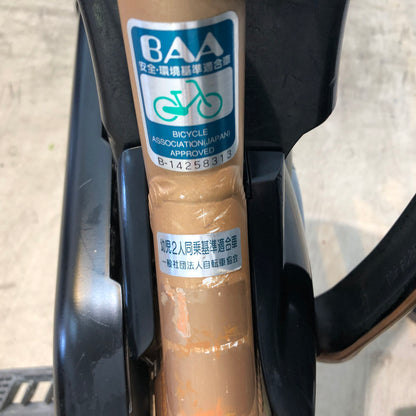 BAA
安全・環境基準適合車
BICYCLE
ASSOCIATION(JAPAN)
APPROVED
B-14258313
幼児2人同乗基準適合車
一般社団法人自転車協会